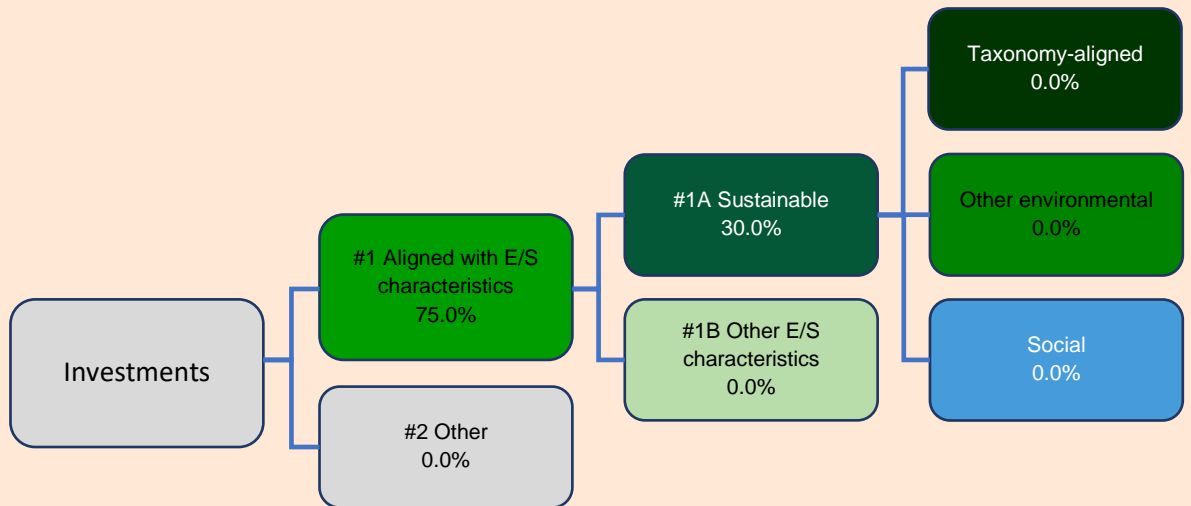 Investments
#1 Aligned with E/S
characteristics
75.0%
#2 Other
0.0%
#1A Sustainable
30.0%
#1B Other E/S
characteristics
0.0%
Taxonomy-aligned
0.0%
Other environmental
0.0%
Social
0.0%